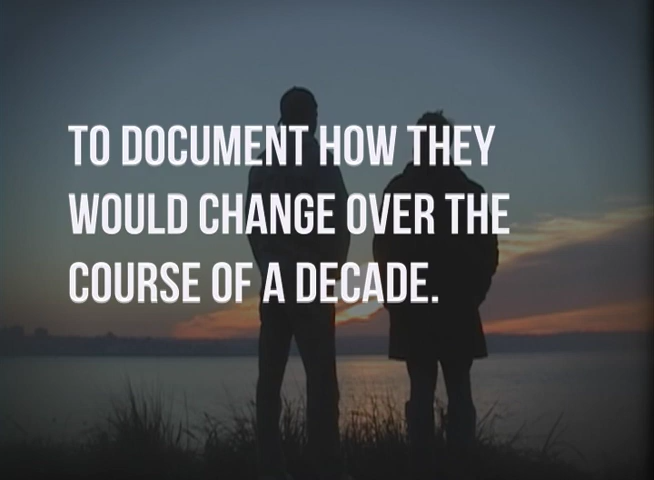 TO DOCUMENT HOW THEY
WOULD CHANGE OVER THE
COURSE OF A DECADE.